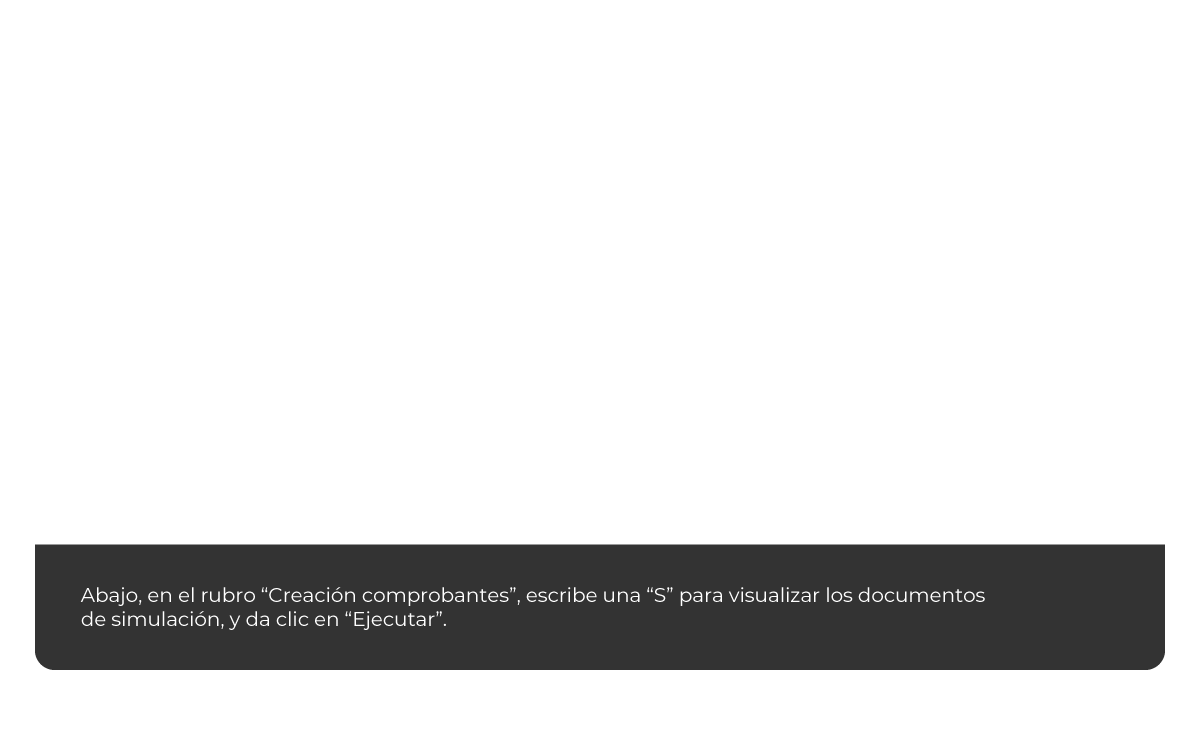 Abajo, en el rubro “Creación comprobantes”, escribe una “S” para visualizar los documentos
de simulación, y da clic en “Ejecutar”.